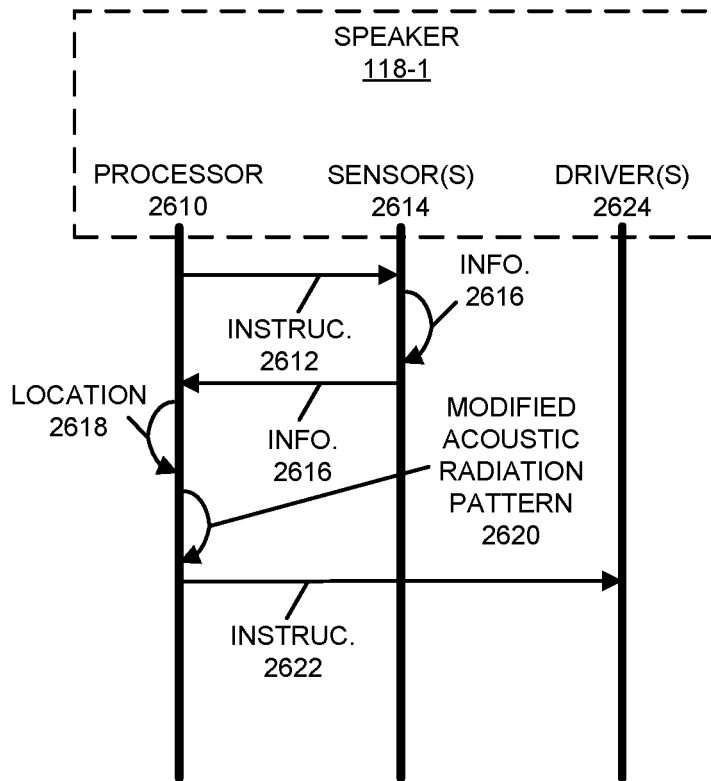 SPEAKER
118-1
PROCESSOR
2610
SENSOR(S)
2614
DRIVER(S)
2624
INFO.
2616
INSTRUC.
2612
LOCATION
2618
INFO.
2616
MODIFIED
ACOUSTIC
RADIATION
PATTERN
2620
INSTRUC.
2622